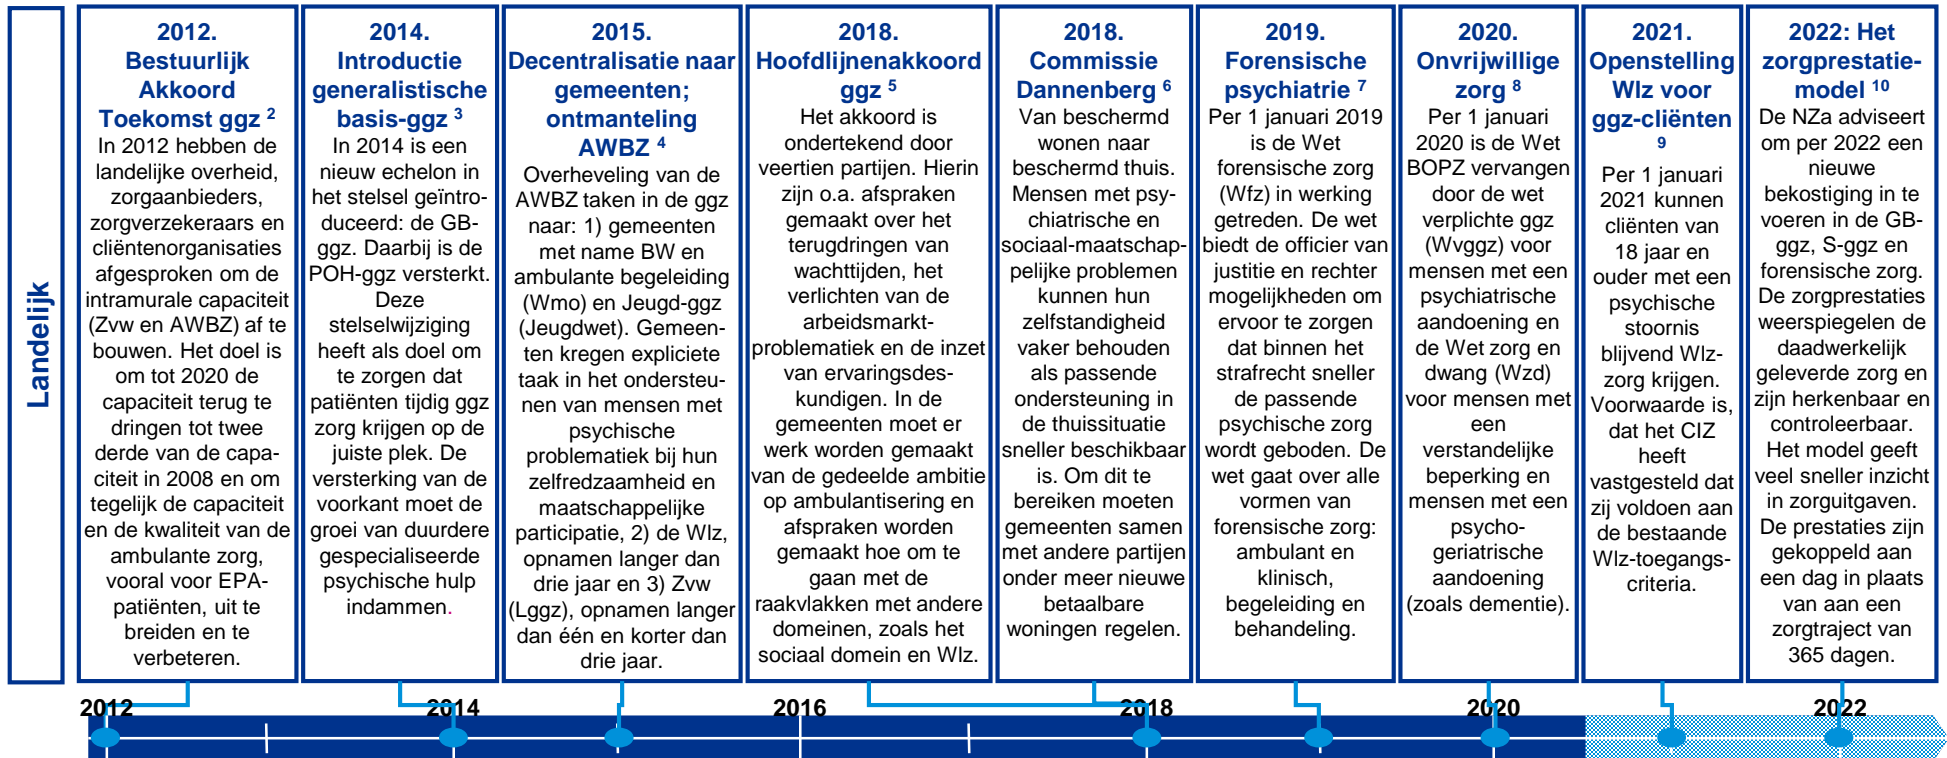 Landelijk
2012.
Bestuurlijk
Akkoord
Toekomst ggz 2
In 2012 hebben de
landelijke overheid,
zorgaanbieders,
zorgverzekeraars en
cliëntenorganisaties
afgesproken om de
intramurale capaciteit
(Zvw en AWBZ) af te
bouwen. Het doel is
om tot 2020 de
capaciteit terug te
dringen tot twee
derde van de capa-
citeit in 2008 en om
tegelijk de capaciteit
en de kwaliteit van de
ambulante zorg,
vooral voor EPA-
patiënten, uit te
breiden en te
verbeteren.
2014.
Introductie
generalistische
basis-ggz 3
In 2014 is een
nieuw echelon in
het stelsel geïntro-
duceerd: de GB-
ggz. Daarbij is de
POH-ggz versterkt.
Deze
stelselwijziging
heeft als doel om
te zorgen dat
patiënten tijdig ggz
zorg krijgen op de
juiste plek. De
versterking van de
voorkant moet de
groei van duurdere
gespecialiseerde
psychische hulp
indammen.
2015.
Decentralisatie naar
gemeenten;
ontmanteling
AWBZ 4
Overheveling van de
AWBZ taken in de ggz
naar: 1) gemeenten
met name BW en
ambulante begeleiding
(Wmo) en Jeugd-ggz
(Jeugdwet). Gemeen-
ten kregen expliciete
taak in het ondersteu-
nen van mensen met
psychische
problematiek bij hun
zelfredzaamheid en
maatschappelijke
participatie, 2) de Wlz,
opnamen langer dan
drie jaar en 3) Zvw
(Lggz), opnamen langer
dan één en korter dan
drie jaar.
2018.
Hoofdlijnenakkoord
ggz 5
Het akkoord is
ondertekend door
veertien partijen. Hierin
zijn o.a. afspraken
gemaakt over het
terugdringen van
wachttijden, het
verlichten van de
arbeidsmarkt-
problematiek en de inzet
van ervaringsdes-
kundigen. In de
gemeenten moet er
werk worden gemaakt
van de gedeelde ambitie
op ambulantisering en
afspraken worden
gemaakt hoe om te
gaan met de
raakvlakken met andere
domeinen, zoals het
sociaal domein en Wlz.
2018.
Commissie
Dannenberg 6
Van beschermd
wonen naar
beschermd thuis.
Mensen met psy-
chiatrische en
sociaal-maatschap-
pelijke problemen
kunnen hun
zelfstandigheid
vaker behouden
als passende
ondersteuning in
de thuissituatie
sneller beschikbaar
is. Om dit te
bereiken moeten
gemeenten samen
met andere partijen
onder meer nieuwe
betaalbare
woningen regelen.
2019.
Forensische
psychiatrie 7
Per 1 januari 2019
is de Wet
forensische zorg
(Wfz) in werking
getreden. De wet
biedt de officier van
justitie en rechter
mogelijkheden om
ervoor te zorgen
dat binnen het
strafrecht sneller
de passende
psychische zorg
wordt geboden. De
wet gaat over alle
vormen van
forensische zorg:
ambulant en
klinisch,
begeleiding en
behandeling.
2020.
Onvrijwillige
zorg 8
Per 1 januari
2020 is de Wet
BOPZ vervangen
door de wet
verplichte ggz
(Wvggz) voor
mensen met een
psychiatrische
aandoening en
de Wet zorg en
dwang (Wzd)
voor mensen met
een
verstandelijke
beperking en
mensen met een
psycho-
geriatrische
aandoening
(zoals dementie).
2021.
Openstelling
Wlz voor
ggz-cliënten
9
Per 1 januari
2021 kunnen
cliënten van
18 jaar en
ouder met een
psychische
stoornis
blijvend Wlz-
zorg krijgen.
Voorwaarde is,
dat het CIZ
heeft
vastgesteld dat
zij voldoen aan
de bestaande
Wlz-toegangs-
criteria.
2022: Het
zorgprestatie-
model 10
De NZa adviseert
om per 2022 een
nieuwe
bekostiging in te
voeren in de GB-
ggz, S-ggz en
forensische zorg.
De zorgprestaties
weerspiegelen de
daadwerkelijk
geleverde zorg en
zijn herkenbaar en
controleerbaar.
Het model geeft
veel sneller inzicht
in zorguitgaven.
De prestaties zijn
gekoppeld aan
een dag in plaats
van aan een
zorgtraject van
365 dagen.
2012 2014 2016 2018 2020 2022